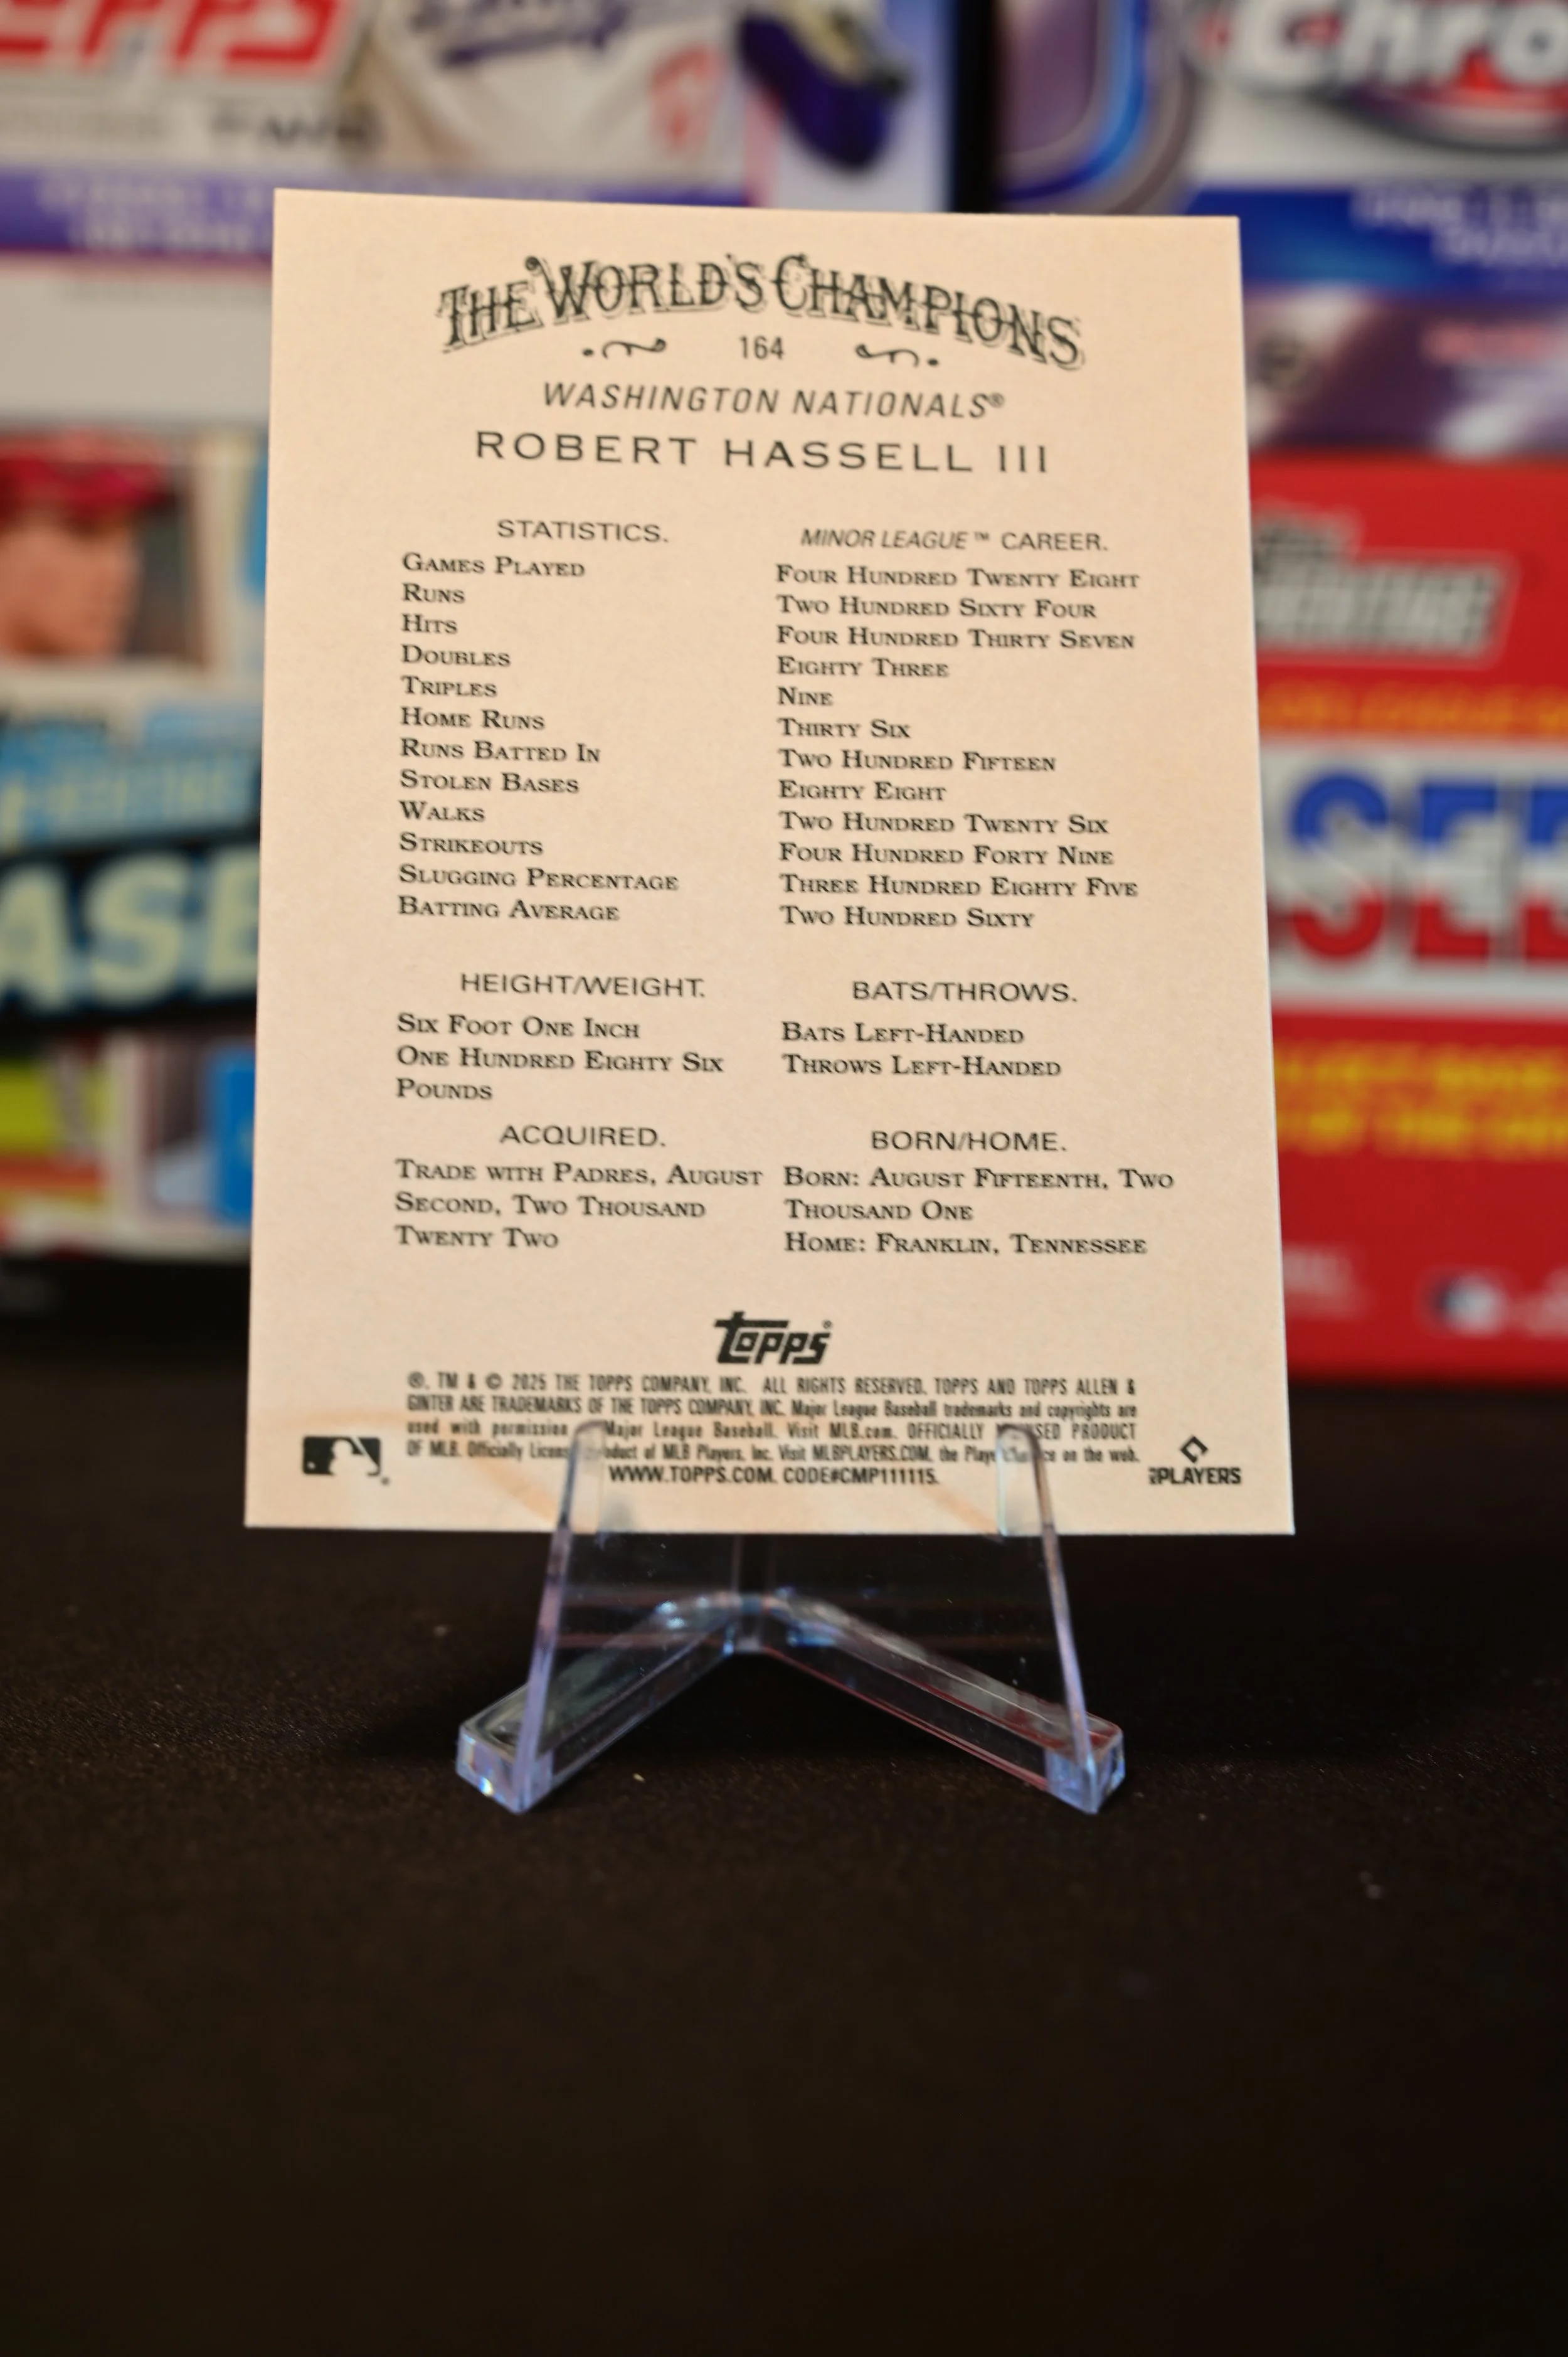 THE WORLD'S CHAMPIONS
164
WASHINGTON NATIONALS®
ROBERT HASSELL III
STATISTICS. MINOR LEAGUE™ CAREER.
GAMES PLAYED FOUR HUNDRED TWENTY EIGHT
RUNS TWO HUNDRED SIXTY FOUR
HITS FOUR HUNDRED THIRTY SEVEN
DOUBLES EIGHTY THREE
TRIPLES NINE
HOME RUNS THIRTY SIX
RUNS BATTED IN TWO HUNDRED FIFTEEN
STOLEN BASES EIGHTY EIGHT
WALKS TWO HUNDRED TWENTY SIX
STRIKEOUTS FOUR HUNDRED FORTY NINE
SLUGGING PERCENTAGE THREE HUNDRED EIGHTY FIVE
BATTING AVERAGE TWO HUNDRED SIXTY
HEIGHT/WEIGHT.
SIX FOOT ONE INCH
ONE HUNDRED EIGHTY SIX
POUNDS
BATS/THROWS.
BATS LEFT-HANDED
THROWS LEFT-HANDED
ACQUIRED.
TRADE WITH PADRES, AUGUST
SECOND, TWO THOUSAND
TWENTY TWO
BORN/HOME.
BORN: AUGUST FIFTEENTH, TWO
THOUSAND ONE
HOME: FRANKLIN, TENNESSEE
topps®
®, TM & © 2025 THE TOPPS COMPANY, INC. ALL RIGHTS RESERVED. TOPPS AND TOPPS ALLEN &
GINTER ARE TRADEMARKS OF THE TOPPS COMPANY, INC. Major League Baseball trademarks and copyrights are
used with permission Major League Baseball. Visit MLB.com. OFFICIALLY PRODUCT
OF MLB. Officially of MLB Players, Inc. Visit MLBPLAYERS.COM, the on the web.
WWW.TOPPS.COM. CODE#CMP111115.
PLAYERS